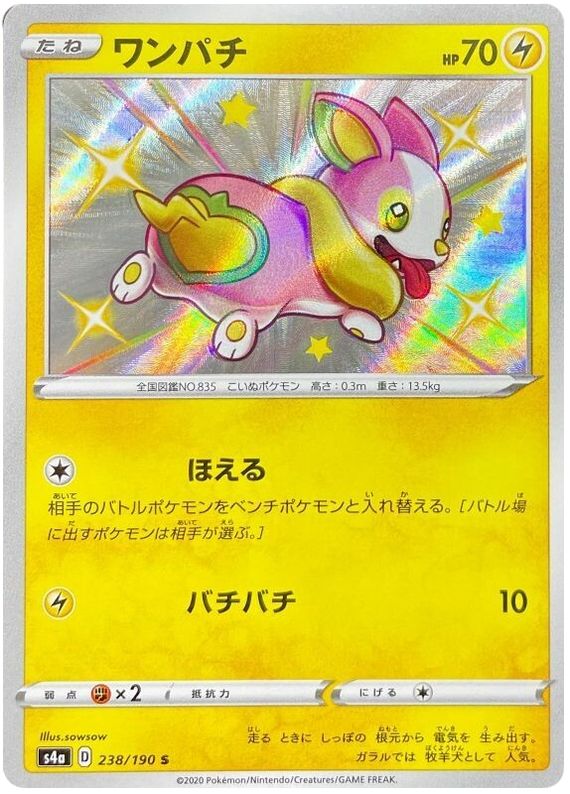 たね ワンパチ HP70
全国図鑑NO.835 こいぬポケモン 高さ:0.3m 重さ:13.5kg
ほえる
相手のバトルポケモンをベンチポケモンと入れ替える。[バトル場
に出すポケモンは相手が選ぶ。]
バチバチ 10
弱点 ×2 抵抗力 にげる
Illus.sowsow
走る ときに しっぽの 根元から 電気を 生み出す。
ガラルでは 牧羊犬として 人気。
s4a D 238/190 S
©2020 Pokémon/Nintendo/Creatures/GAME FREAK.